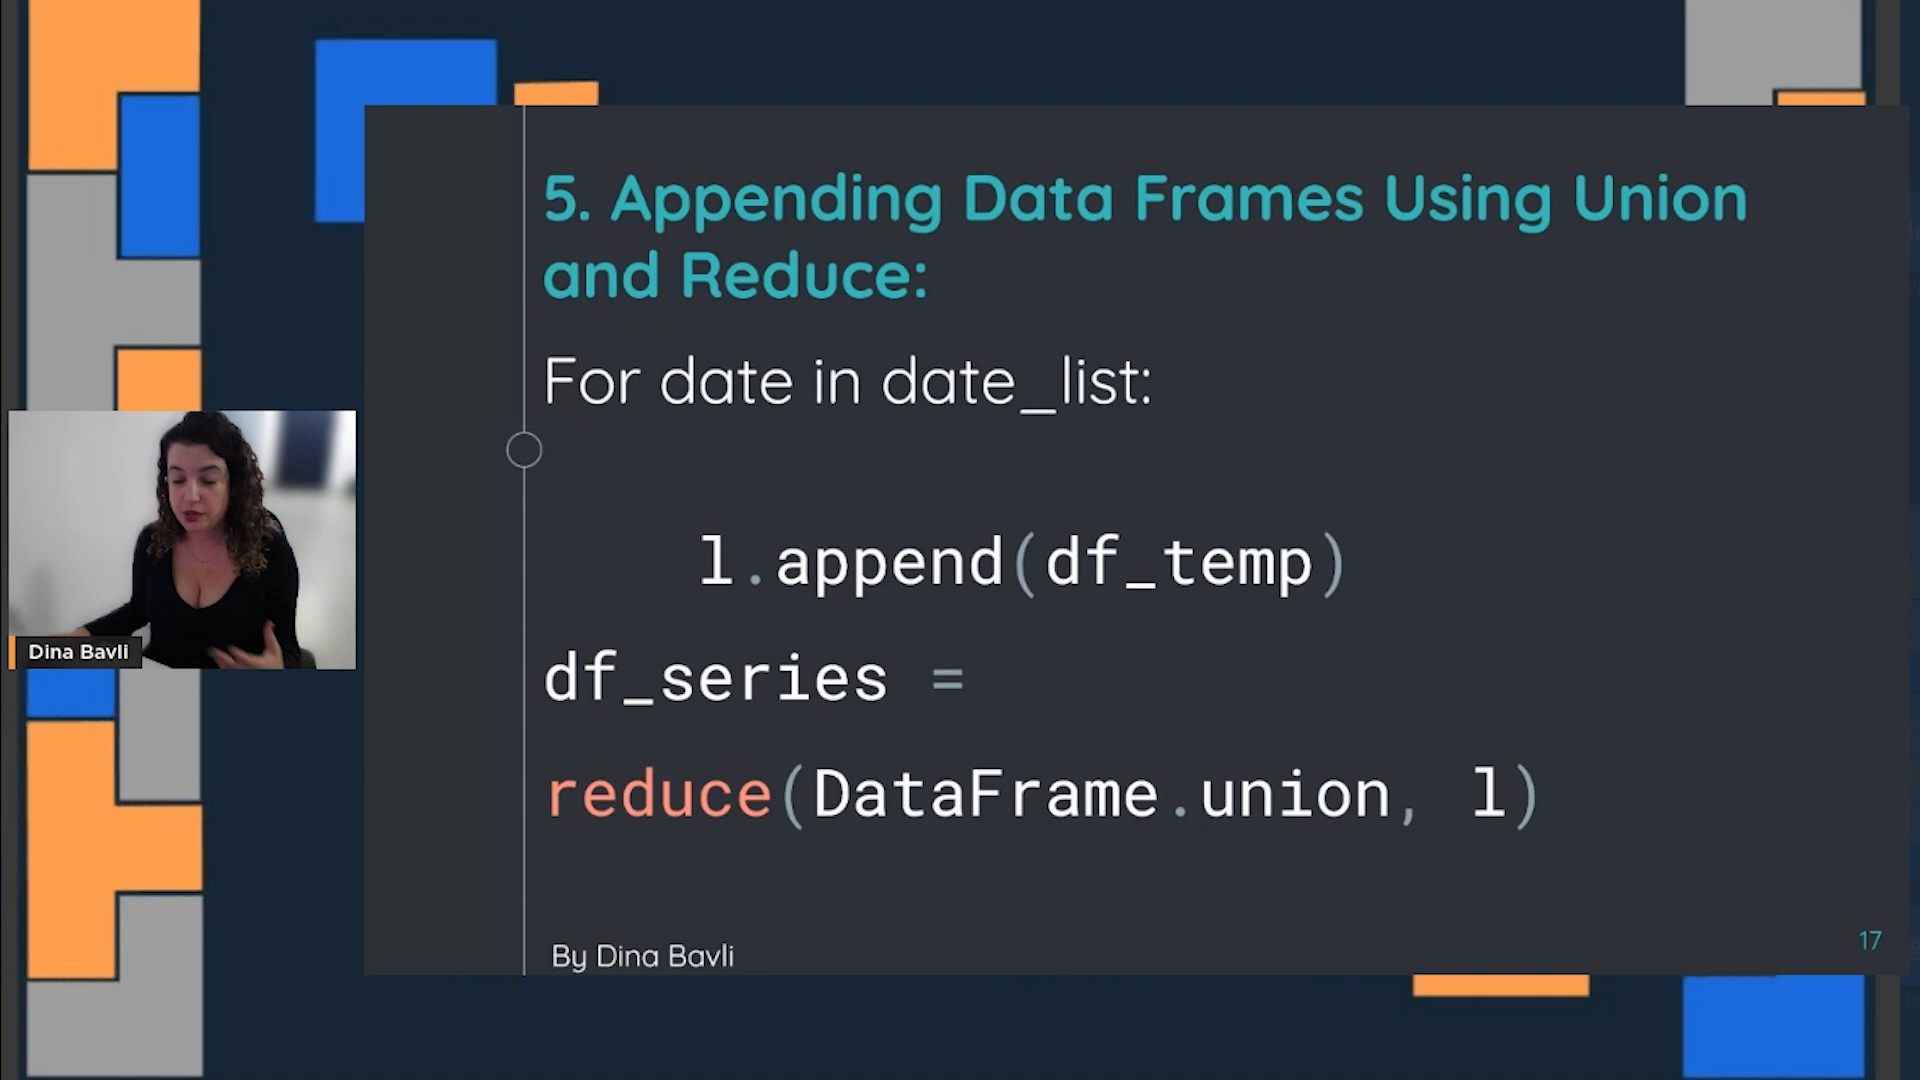 5. Appending Data Frames Using Union
and Reduce:
For date in date_list:
l.append(df_temp)
df_series =
reduce(DataFrame.union, l)
Dina Bavli
By Dina Bavli
17